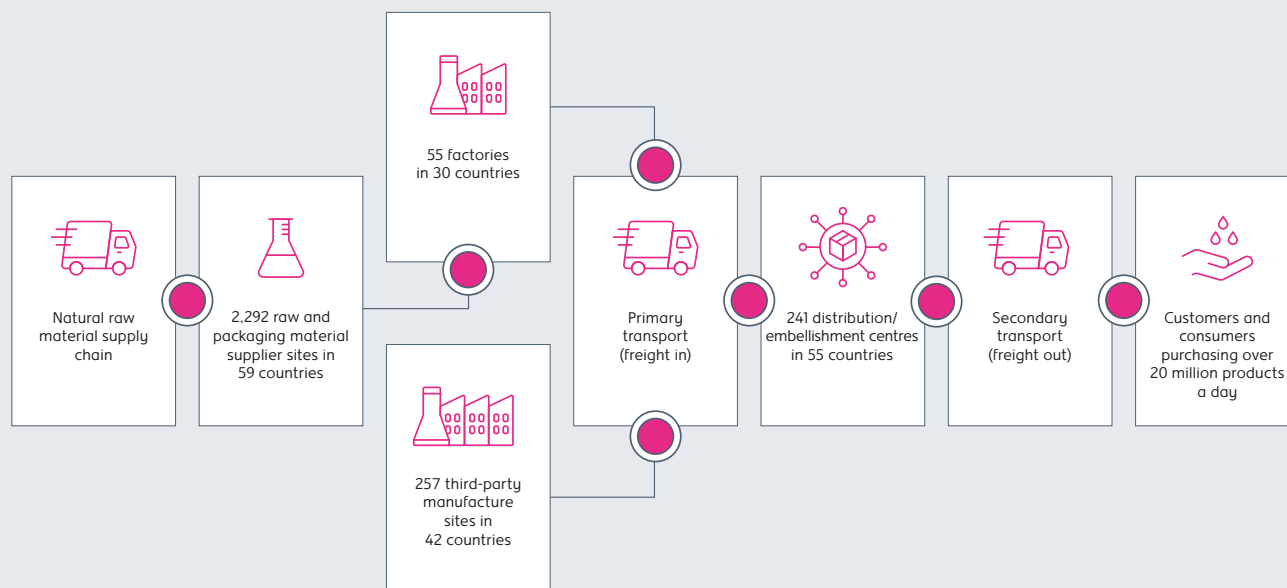 Natural raw
material supply
chain
2,292 raw and
packaging material
supplier sites in
59 countries
55 factories
in 30 countries
257 third-party
manufacture
sites in
42 countries
Primary
transport
(freight in)
241 distribution/
embellishment centres
in 55 countries
Secondary
transport
(freight out)
Customers and
consumers
purchasing over
20 million products
a day